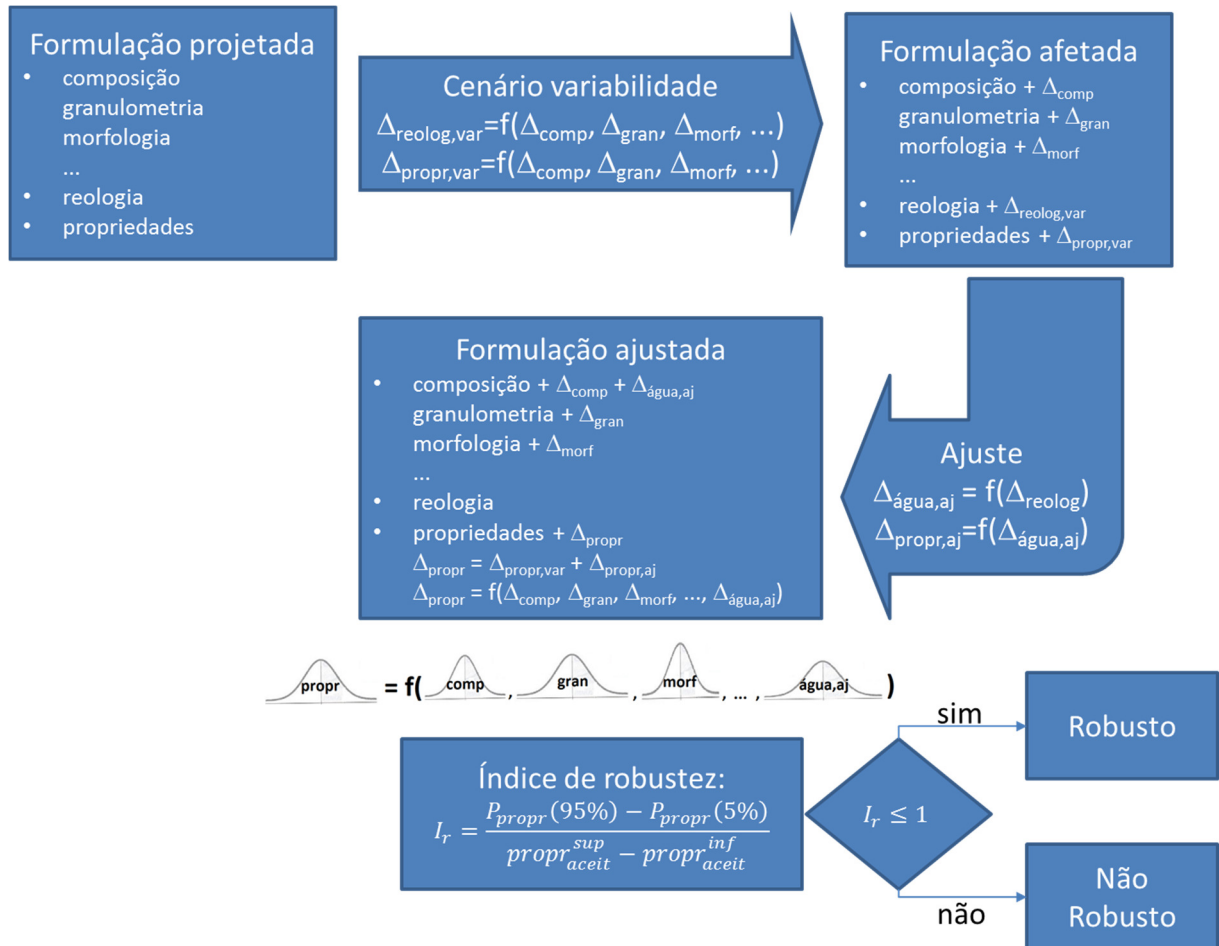 Formulação projetada
• composição
granulometria
morfologia
...
• reologia
• propriedades
Cenário variabilidade
Δreolog,var=f(Δcomp, Δgran, Δmorf, ...)
Δpropr,var=f(Δcomp, Δgran, Δmorf, ...)
Formulação afetada
• composição + Δcomp
granulometria + Δgran
morfologia + Δmorf
...
• reologia + Δreolog,var
• propriedades + Δpropr,var
Ajuste
Δágua,aj = f(Δreolog)
Δpropr,aj=f(Δágua,aj)
Formulação ajustada
• composição + Δcomp + Δágua,aj
granulometria + Δgran
morfologia + Δmorf
...
• reologia
• propriedades + Δpropr
Δpropr = Δpropr,var + Δpropr,aj
Δpropr = f(Δcomp, Δgran, Δmorf, ..., Δágua,aj)
propr = f( comp , gran , morf , ... , água,aj )
Índice de robustez:
I_r = (P_propr(95%) − P_propr(5%)) / (propr_aceit^sup − propr_aceit^inf)
I_r ≤ 1
sim
Robusto
não
Não
Robusto